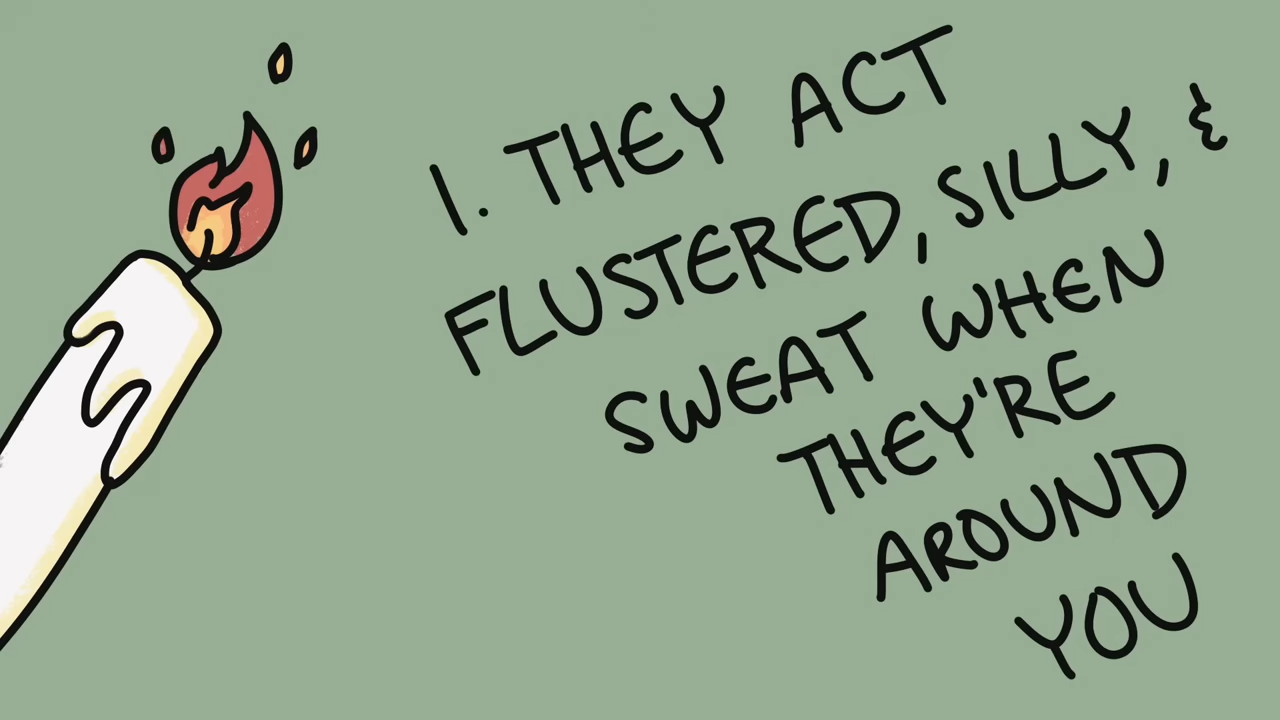 1. THEY ACT
FLUSTERED, SILLY, &
SWEAT WHEN
THEY'RE
AROUND
YOU